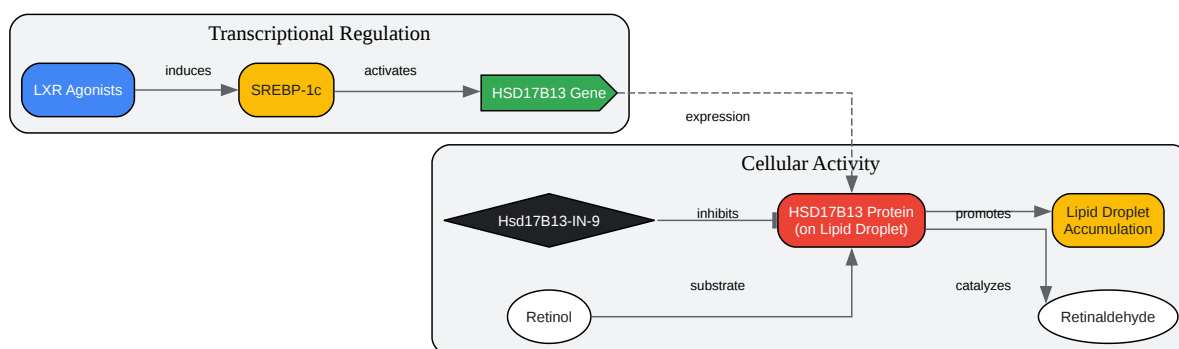 Transcriptional Regulation
LXR Agonists
induces
SREBP-1c
activates
HSD17B13 Gene
expression
Cellular Activity
Hsd17B13-IN-9
inhibits
HSD17B13 Protein
(on Lipid Droplet)
promotes
Lipid Droplet
Accumulation
Retinol
substrate
catalyzes
Retinaldehyde